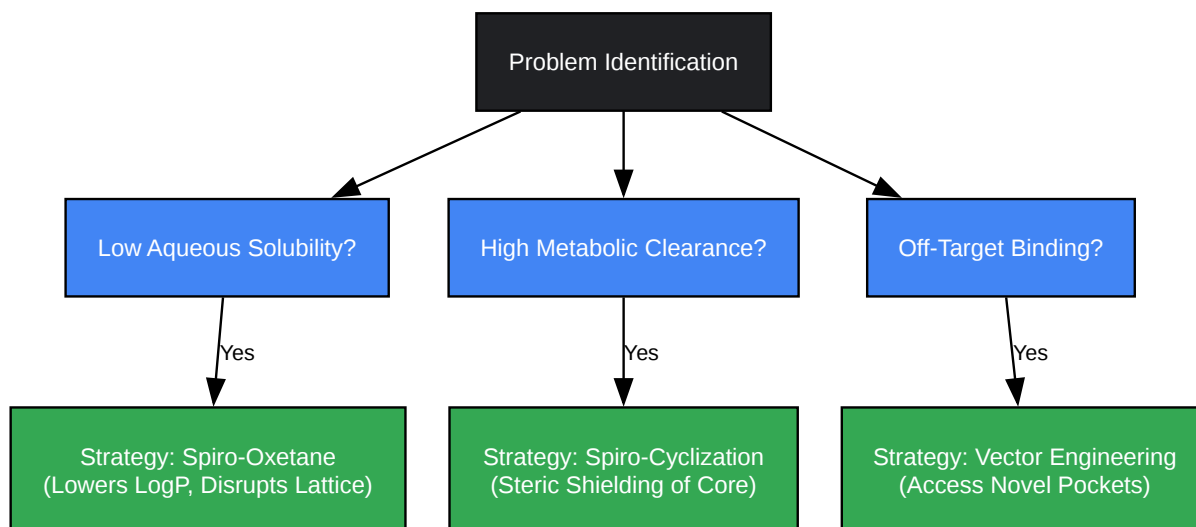 Problem Identification
Low Aqueous Solubility?
High Metabolic Clearance?
Off-Target Binding?
Yes
Yes
Yes
Strategy: Spiro-Oxetane
(Lowers LogP, Disrupts Lattice)
Strategy: Spiro-Cyclization
(Steric Shielding of Core)
Strategy: Vector Engineering
(Access Novel Pockets)